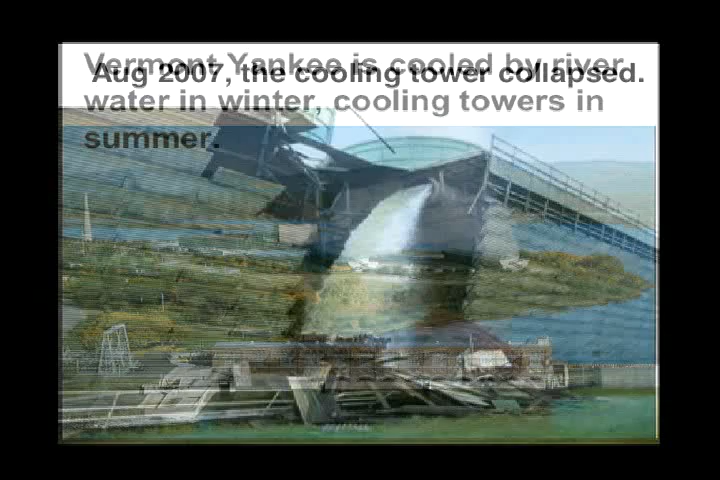 Vermont Yankee is cooled by river
Aug 2007, the cooling tower collapsed.
water in winter, cooling towers in
summer.